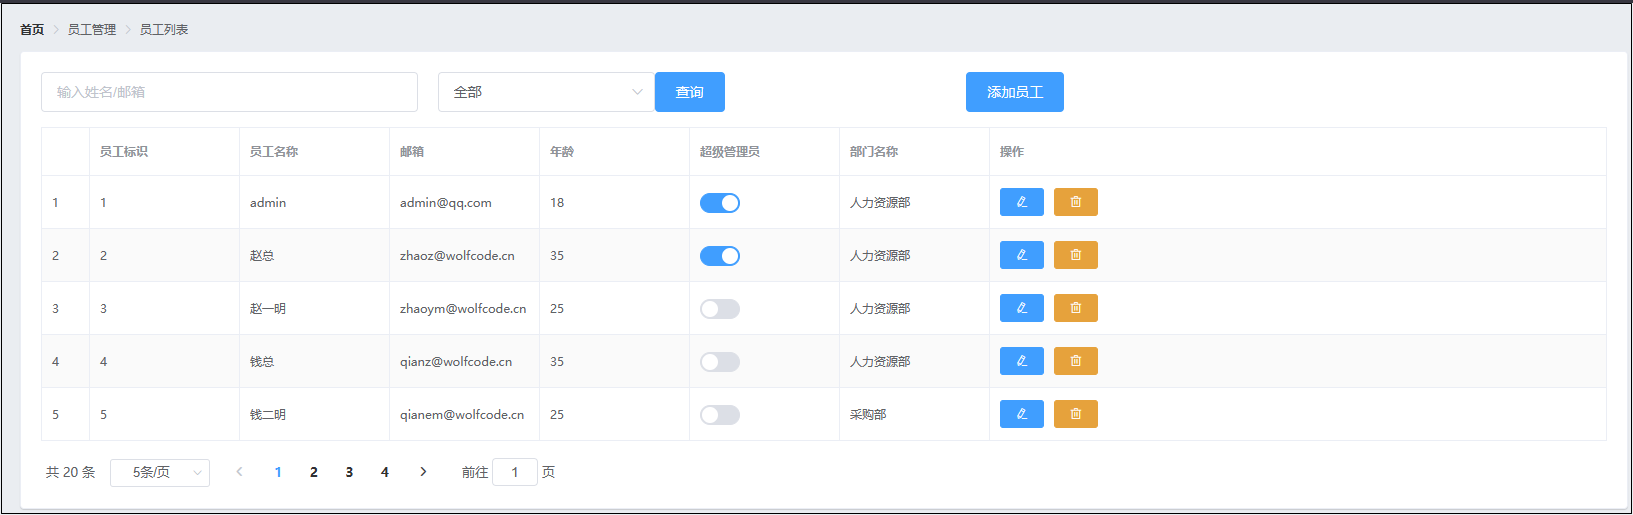 首页 > 员工管理 > 员工列表
输入姓名/邮箱 全部 查询 添加员工
员工标识 员工名称 邮箱 年龄 超级管理员 部门名称 操作
1 1 admin admin@qq.com 18 人力资源部
2 2 赵总 zhaoz@wolfcode.cn 35 人力资源部
3 3 赵一明 zhaoym@wolfcode.cn 25 人力资源部
4 4 钱总 qianz@wolfcode.cn 35 人力资源部
5 5 钱二明 qianem@wolfcode.cn 25 采购部
共 20 条 5条/页 < 1 2 3 4 > 前往 1 页